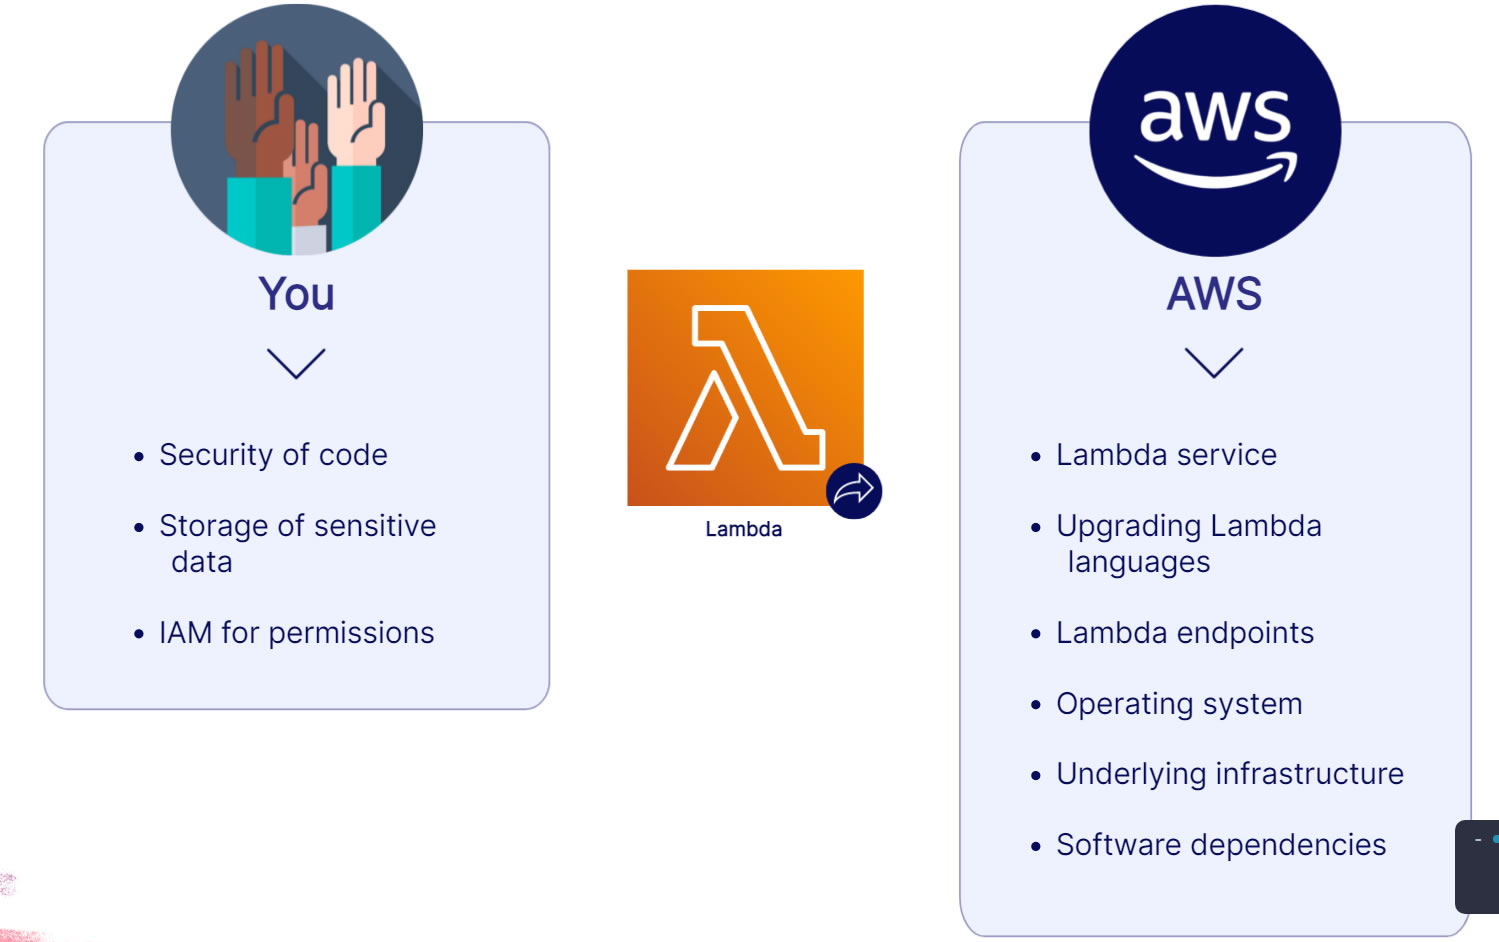 aws
You
AWS
• Security of code
• Storage of sensitive
data
• IAM for permissions
Lambda
• Lambda service
• Upgrading Lambda
languages
• Lambda endpoints
• Operating system
• Underlying infrastructure
• Software dependencies